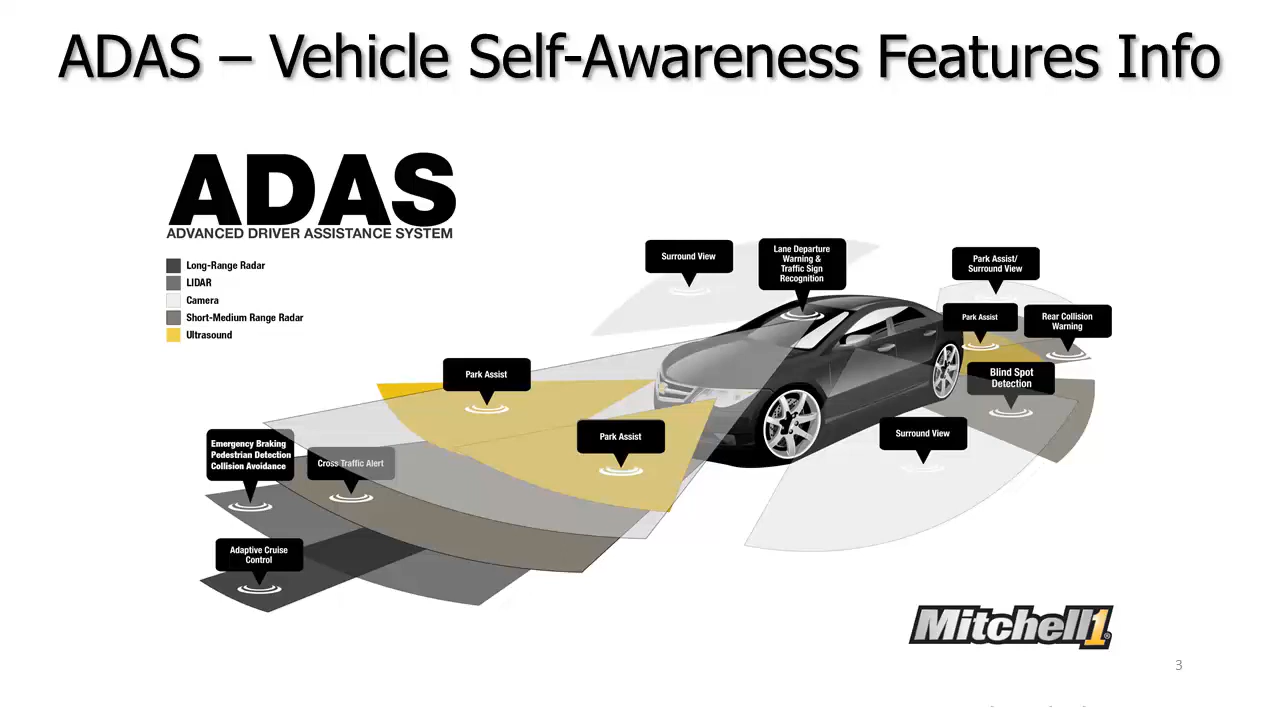 ADAS – Vehicle Self-Awareness Features Info
ADAS
ADVANCED DRIVER ASSISTANCE SYSTEM
Long-Range Radar
LIDAR
Camera
Short-Medium Range Radar
Ultrasound
Surround View
Lane Departure
Warning &
Traffic Sign
Recognition
Park Assist/
Surround View
Park Assist
Rear Collision
Warning
Blind Spot
Detection
Park Assist
Park Assist
Surround View
Emergency Braking
Pedestrian Detection
Collision Avoidance
Cross Traffic Alert
Adaptive Cruise
Control
Mitchell1®
3